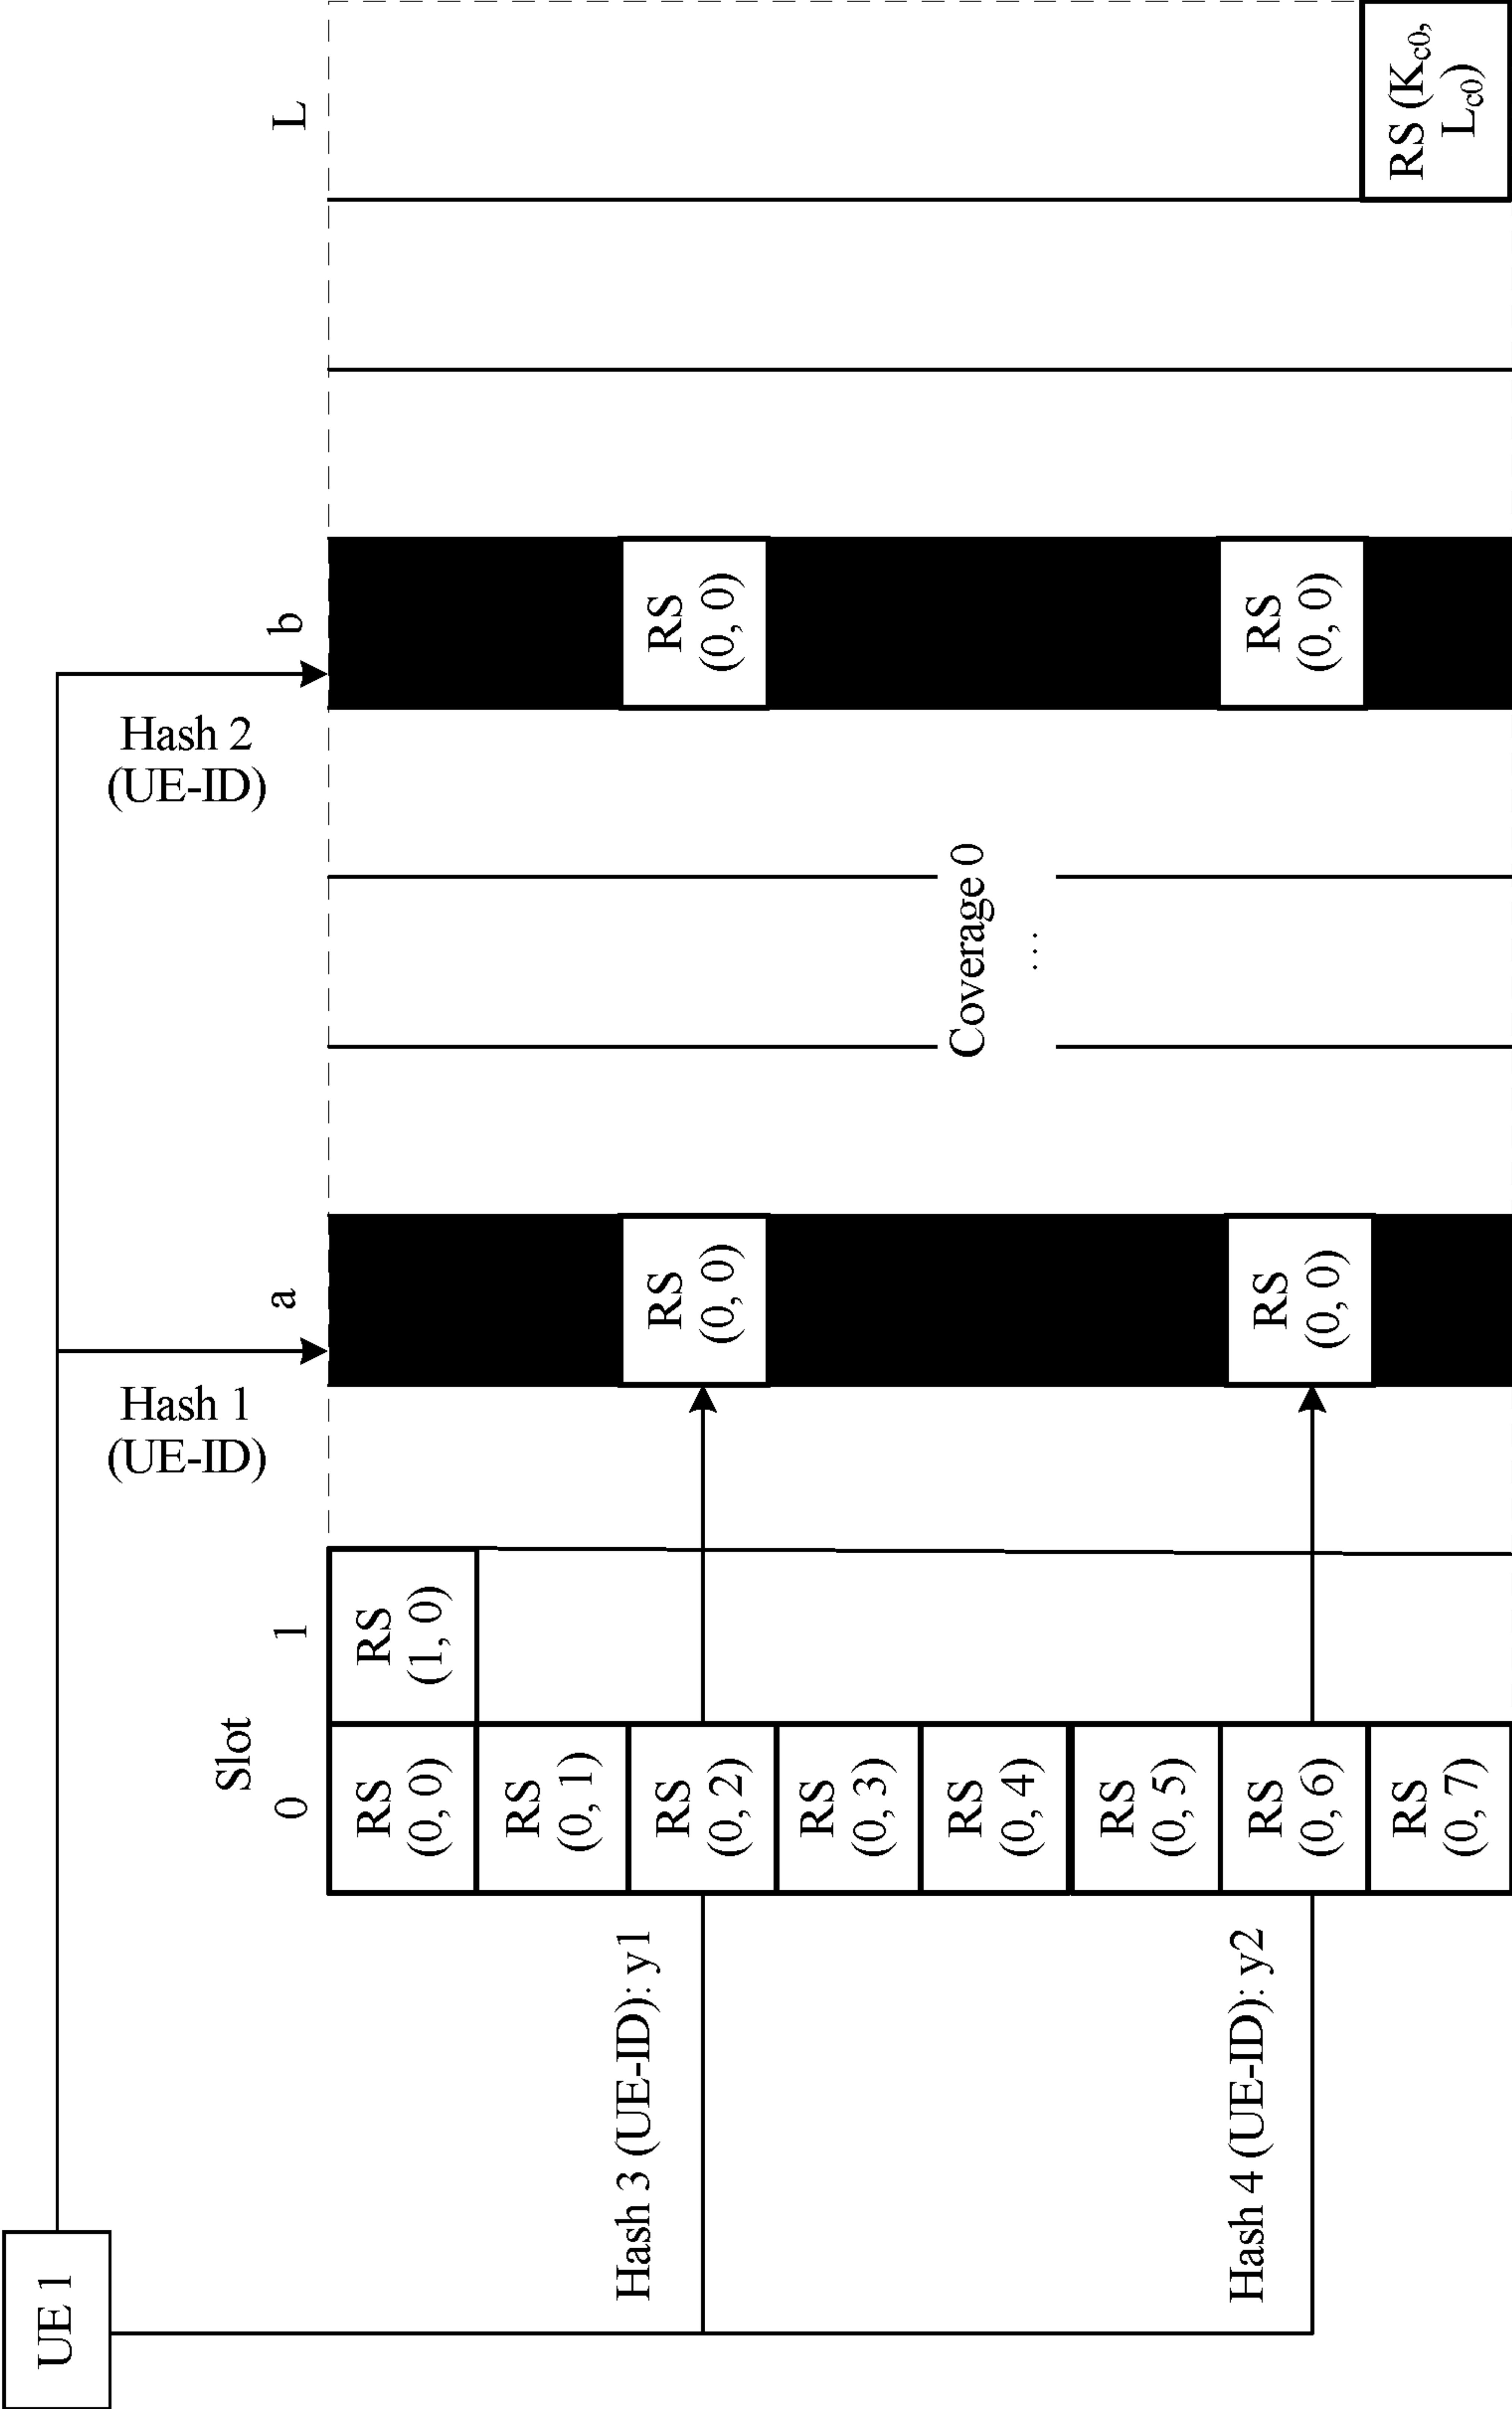 UE 1
Hash 1
(UE-ID)
Hash 2
(UE-ID)
Slot
0
1
a
b
L
RS
(0, 0)
RS
(1, 0)
RS
(0, 1)
Hash 3 (UE-ID): y1
RS
(0, 2)
RS
(0, 0)
RS
(0, 0)
RS
(0, 3)
RS
(0, 4)
Coverage 0
...
RS
(0, 5)
Hash 4 (UE-ID): y2
RS
(0, 6)
RS
(0, 0)
RS
(0, 0)
RS
(0, 7)
RS (Kc0,
Lc0)